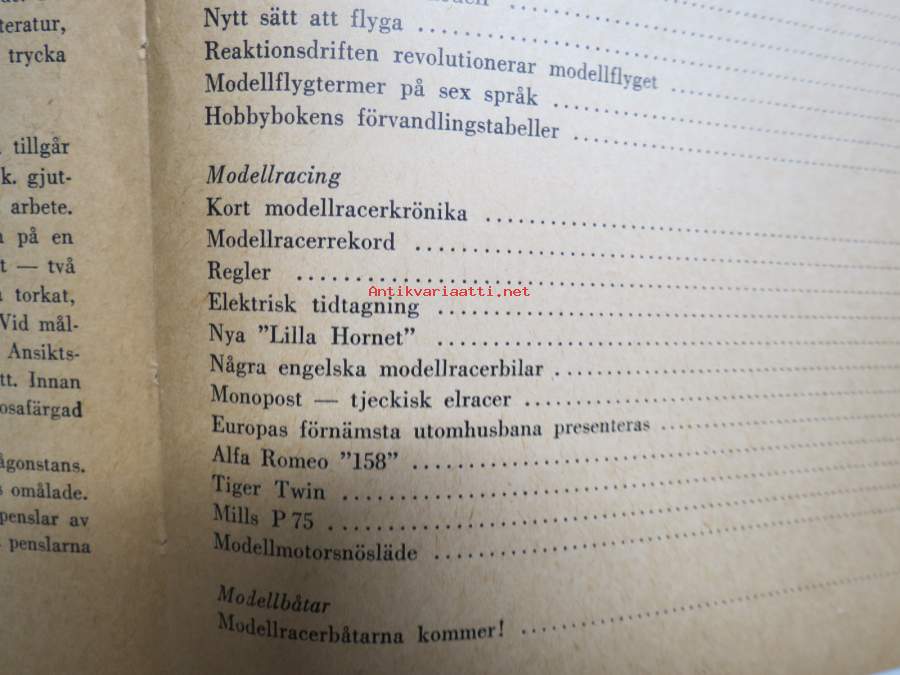 teratur,
trycka
tillgår
k. gjut-
arbete.
på en
t — två
torkat,
Vid mål-
Ansikts-
tt. Innan
osafärgad
ågonstans.
omålade.
penslar av
penslarna
Nytt sätt att flyga
Reaktionsdriften revolutionerar modellflyget
Modellflygtermer på sex språk
Hobbybokens förvandlingstabeller
Modellracing
Kort modellracerkrönika
Modellracerrekord
Regler
Antikvariaatti.net
Elektrisk tidtagning
Nya ”Lilla Hornet”
Några engelska modellracerbilar
Monopost — tjeckisk elracer
Europas förnämsta utomhusbana presenteras
Alfa Romeo ”158”
Tiger Twin
Mills P 75
Modellmotorsnösläde
Modellbåtar
Modellracerbåtarna kommer!